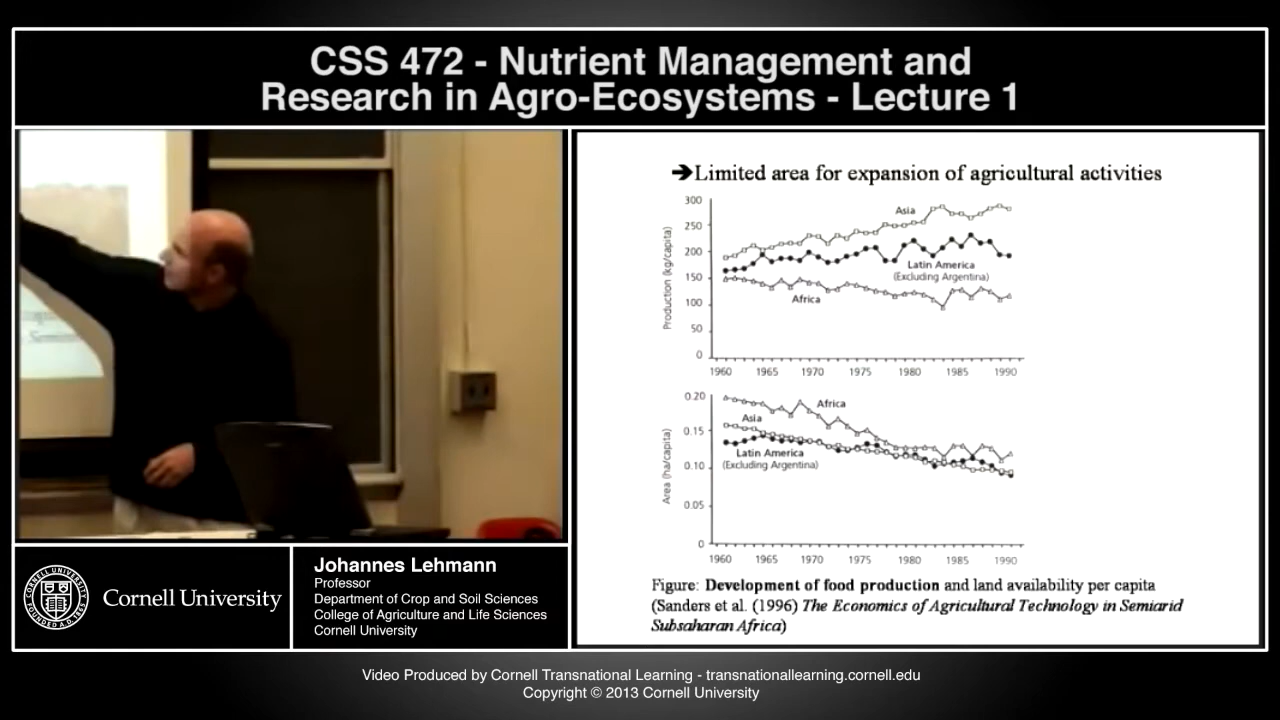 CSS 472 - Nutrient Management and
Research in Agro-Ecosystems - Lecture 1
➔Limited area for expansion of agricultural activities
Production (kg/capita)
300
250
200
150
100
50
0
Asia
Latin America
(Excluding Argentina)
Africa
1960 1965 1970 1975 1980 1985 1990
Area (ha/capita)
0.20
0.15
0.10
0.05
0
Africa
Asia
Latin America
(Excluding Argentina)
1960 1965 1970 1975 1980 1985 1990
Figure: Development of food production and land availability per capita
(Sanders et al. (1996) The Economics of Agricultural Technology in Semiarid
Subsaharan Africa)
CORNELL UNIVERSITY
FOUNDED A.D. 1865
Cornell University
Johannes Lehmann
Professor
Department of Crop and Soil Sciences
College of Agriculture and Life Sciences
Cornell University
Video Produced by Cornell Transnational Learning - transnationallearning.cornell.edu
Copyright © 2013 Cornell University